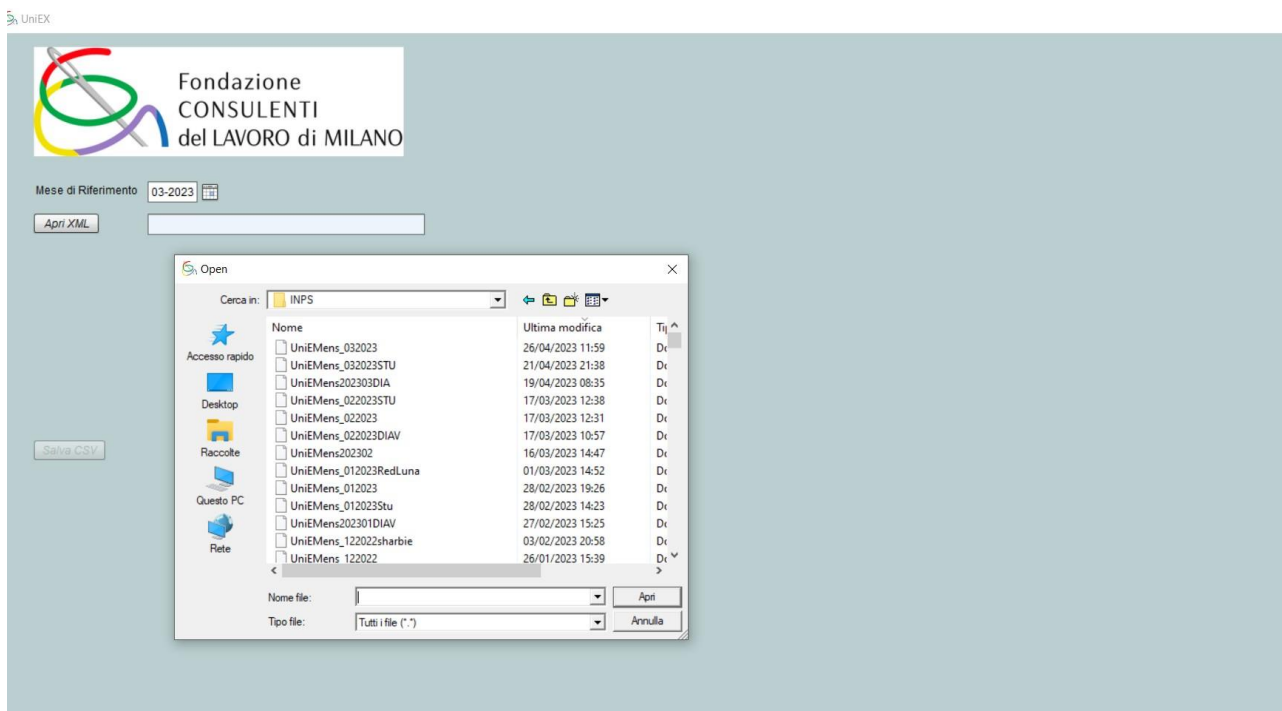 UniEX
Fondazione
CONSULENTI
del LAVORO di MILANO
Mese di Riferimento 03-2023
Apri XML
Open
Cerca in: INPS
Nome Ultima modifica
UniEMens_032023 26/04/2023 11:59
UniEMens_032023STU 21/04/2023 21:38
UniEMens202303DIA 19/04/2023 08:35
UniEMens_022023STU 17/03/2023 12:38
UniEMens_022023 17/03/2023 12:31
UniEMens_022023DIAV 17/03/2023 10:57
UniEMens202302 16/03/2023 14:47
UniEMens_012023RedLuna 01/03/2023 14:52
UniEMens_012023 28/02/2023 19:26
UniEMens_012023Stu 28/02/2023 14:23
UniEMens202301DIAV 27/02/2023 15:25
UniEMens_122022sharbie 03/02/2023 20:58
UniEMens_122022 26/01/2023 15:39
Accesso rapido
Desktop
Raccolte
Questo PC
Rete
Nome file: Apri
Tipo file: Tutti i file (*.*) Annulla
Salva CSV